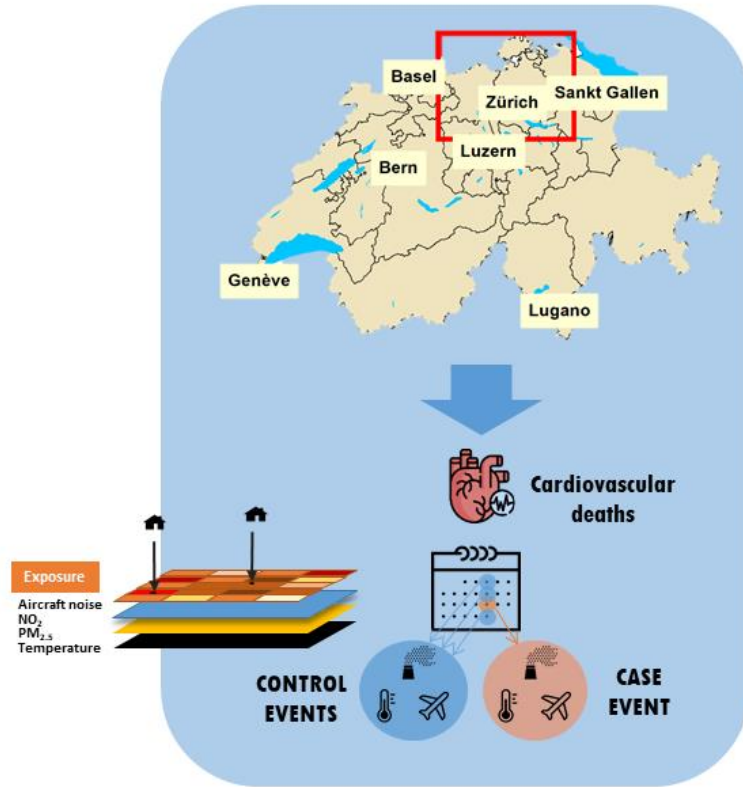 Basel
Zürich
Sankt Gallen
Luzern
Bern
Genève
Lugano
Cardiovascular
deaths
Exposure
Aircraft noise
NO₂
PM₂.₅
Temperature
CONTROL
EVENTS
CASE
EVENT